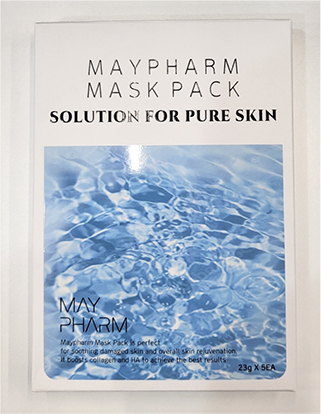 MAYPHARM
MASK PACK
SOLUTION FOR PURE SKIN
MAY
PHARM
Maypharm Mask Pack is perfect
for soothing damaged skin and overall skin rejuvenation.
it boosts collagen and HA to achieve the best results.
23g X 5EA